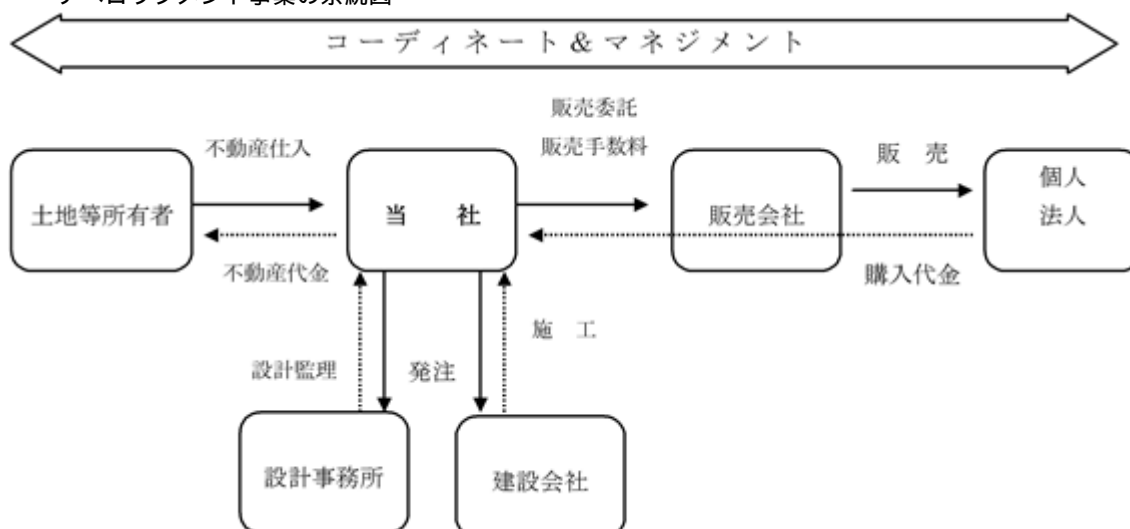 コーディネート＆マネジメント
販売委託
販売手数料
不動産仕入
販 売
土地等所有者
当 社
販売会社
個人
法人
不動産代金
購入代金
施 工
設計監理
発注
設計事務所
建設会社